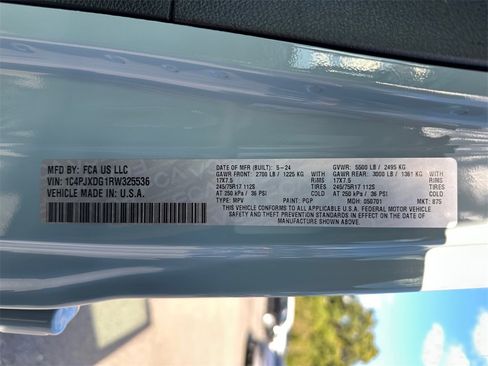 MFD BY: FCA US LLC
VIN: 1C4PJXDG1RW325536
VEHICLE MADE IN U.S.A.
DATE OF MFR (BUILT): 5-24 GVWR: 5500 LB / 2495 KG
GAWR FRONT: 2700 LB / 1225 KG GAWR REAR: 3000 LB / 1361 KG
17X7.5 RIMS 17X7.5 RIMS
245/75R17 112S TIRES 245/75R17 112S TIRES
AT 250 kPa / 36 PSI COLD AT 250 kPa / 36 PSI COLD
TYPE: MPV PAINT: PGP MDH: 050701 MKT: 875
THIS VEHICLE CONFORMS TO ALL APPLICABLE U.S.A. FEDERAL MOTOR VEHICLE
SAFETY AND THEFT PREVENTION STANDARDS IN EFFECT ON THE DATE OF
MANUFACTURE SHOWN ABOVE.